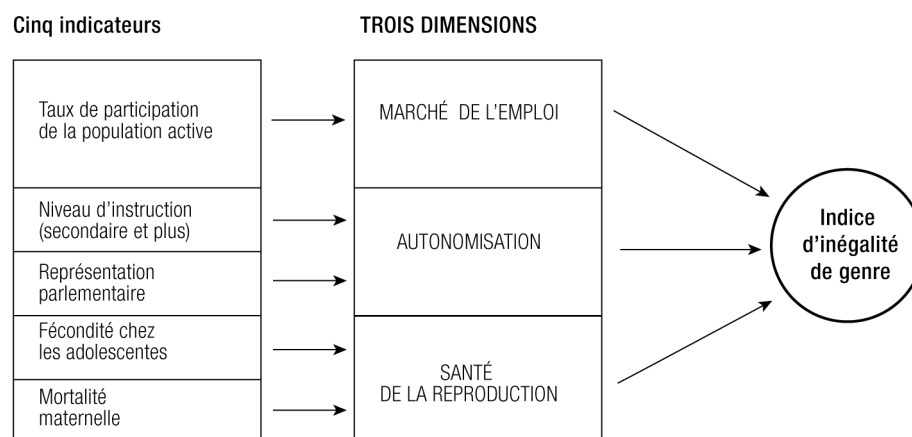 Cinq indicateurs
TROIS DIMENSIONS
Taux de participation
de la population active
MARCHÉ DE L'EMPLOI
Niveau d'instruction
(secondaire et plus)
AUTONOMISATION
Représentation
parlementaire
Fécondité chez
les adolescentes
SANTÉ
DE LA REPRODUCTION
Mortalité
maternelle
Indice
d'inégalité
de genre